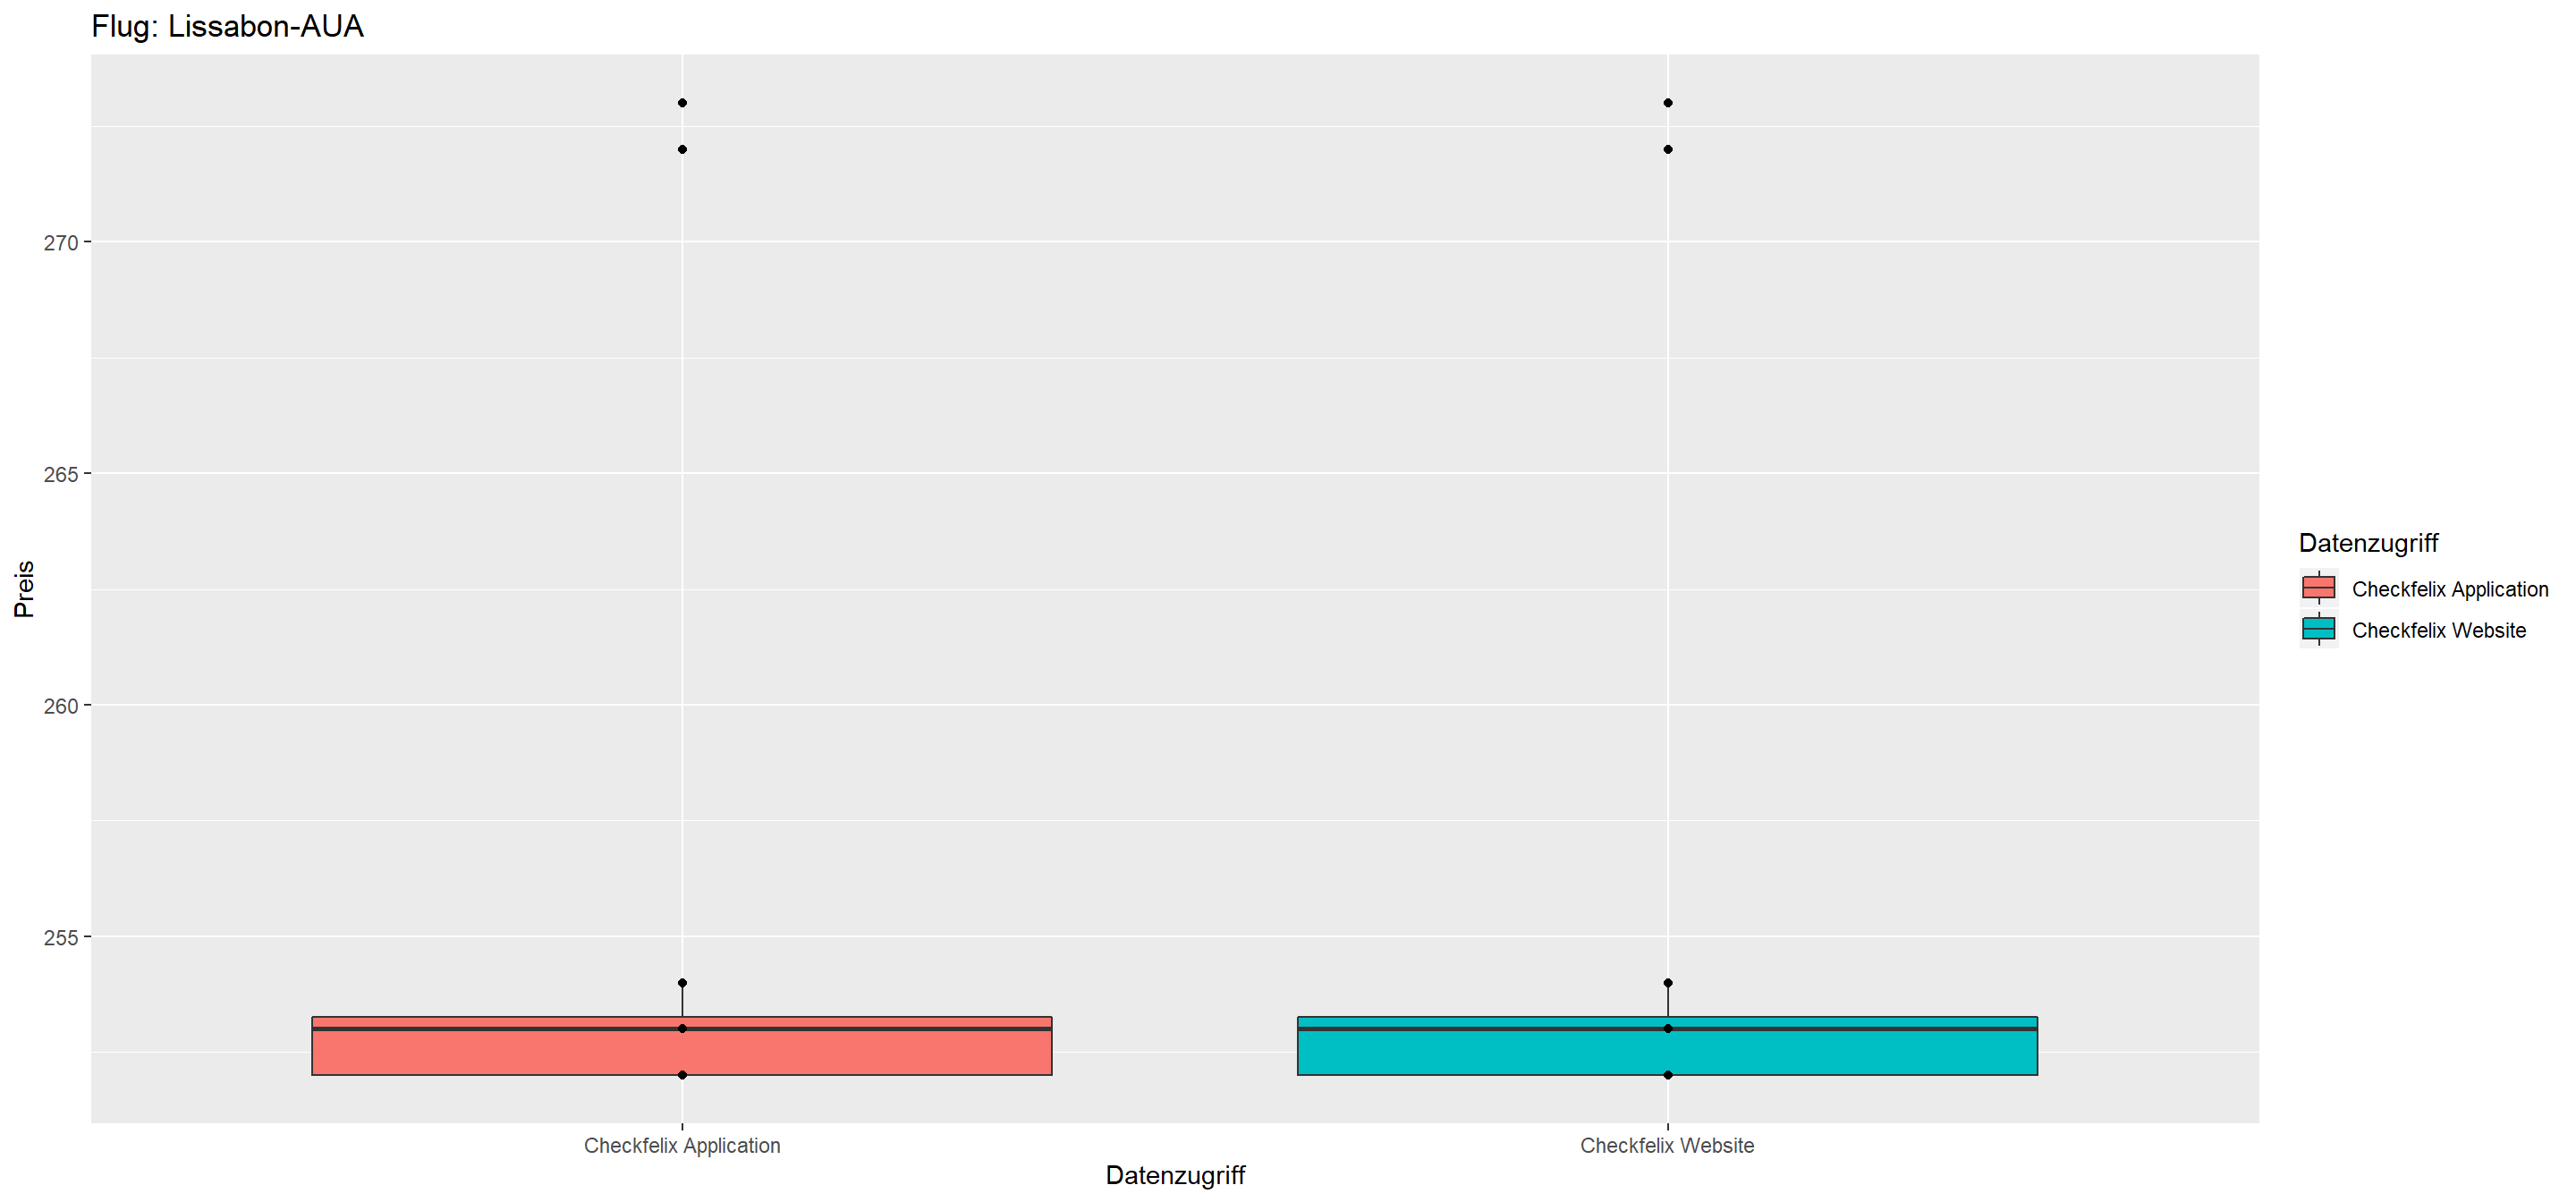 Flug: Lissabon-AUA
Preis
270
265
260
255
Checkfelix Application
Checkfelix Website
Datenzugriff
Datenzugriff
Checkfelix Application
Checkfelix Website